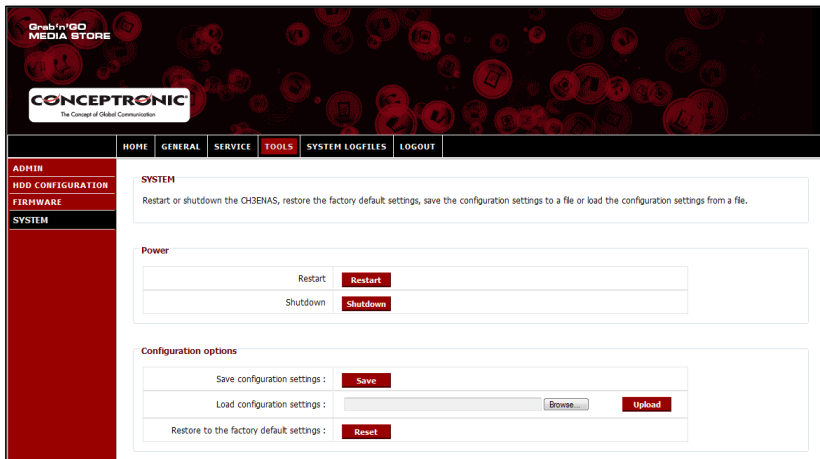 Grab'n'GO
MEDIA STORE
CONCEPTRONIC®
The Concept of Global Communication
HOME GENERAL SERVICE TOOLS SYSTEM LOGFILES LOGOUT
ADMIN
HDD CONFIGURATION
FIRMWARE
SYSTEM
SYSTEM
Restart or shutdown the CH3ENAS, restore the factory default settings, save the configuration settings to a file or load the configuration settings from a file.
Power
Restart Restart
Shutdown Shutdown
Configuration options
Save configuration settings : Save
Load configuration settings : Browse... Upload
Restore to the factory default settings : Reset